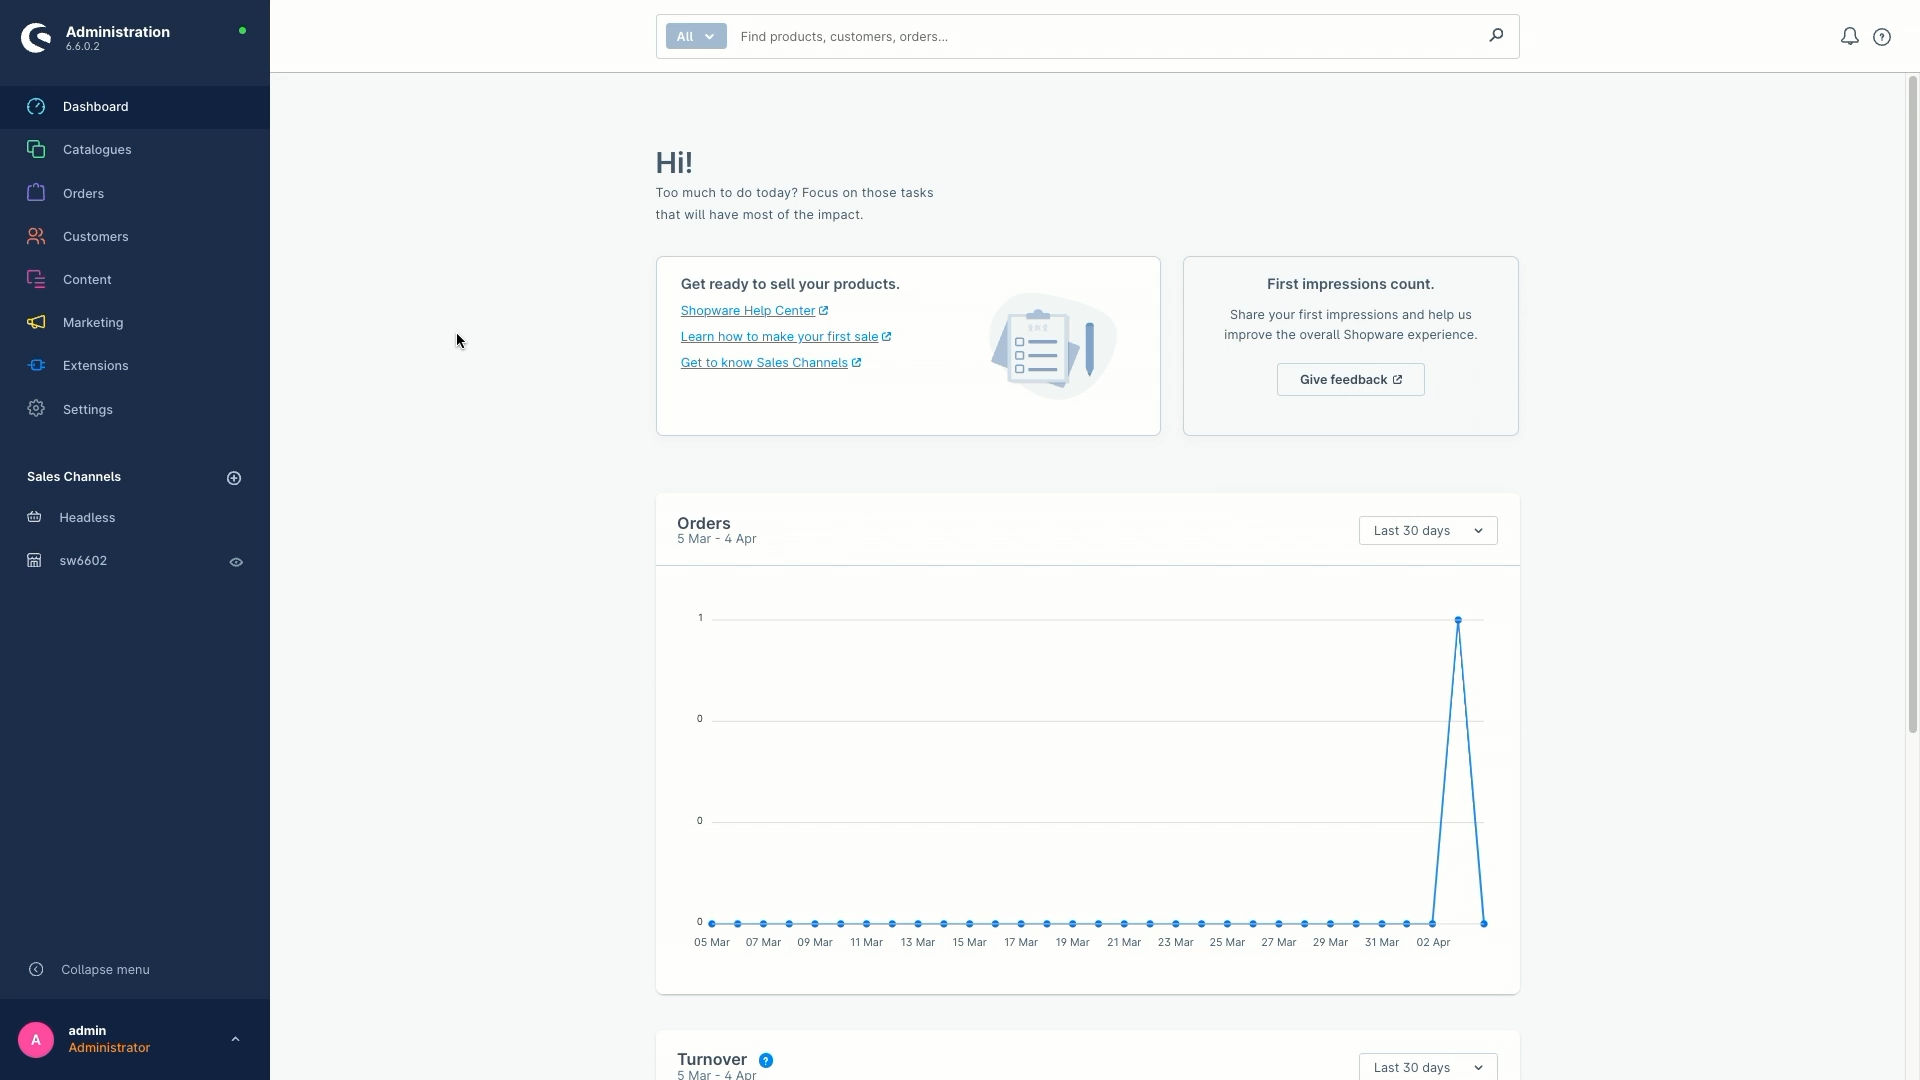 Administration
6.6.0.2
Dashboard
Catalogues
Orders
Customers
Content
Marketing
Extensions
Settings
Sales Channels
Headless
sw6602
Collapse menu
A
admin
Administrator
All
Find products, customers, orders...
Hi!
Too much to do today? Focus on those tasks
that will have most of the impact.
Get ready to sell your products.
Shopware Help Center
Learn how to make your first sale
Get to know Sales Channels
First impressions count.
Share your first impressions and help us
improve the overall Shopware experience.
Give feedback
Orders
5 Mar - 4 Apr
Last 30 days
1
0
0
0
05 Mar 07 Mar 09 Mar 11 Mar 13 Mar 15 Mar 17 Mar 19 Mar 21 Mar 23 Mar 25 Mar 27 Mar 29 Mar 31 Mar 02 Apr
Turnover ?
5 Mar - 4 Apr
Last 30 days